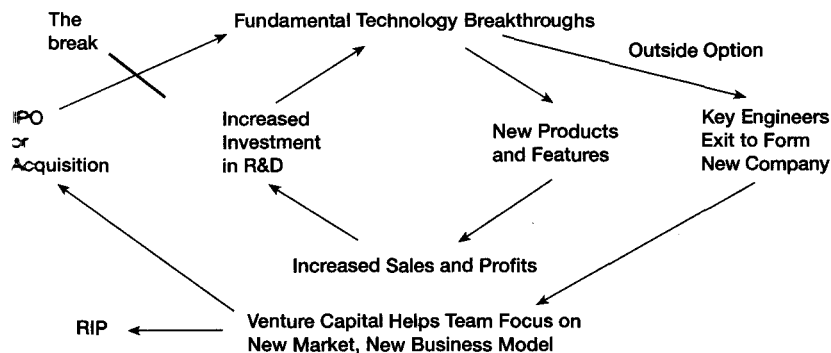 The
break
Fundamental Technology Breakthroughs
Outside Option
IPO
or
Acquisition
Increased
Investment
in R&D
New Products
and Features
Key Engineers
Exit to Form
New Company
Increased Sales and Profits
RIP
Venture Capital Helps Team Focus on
New Market, New Business Model